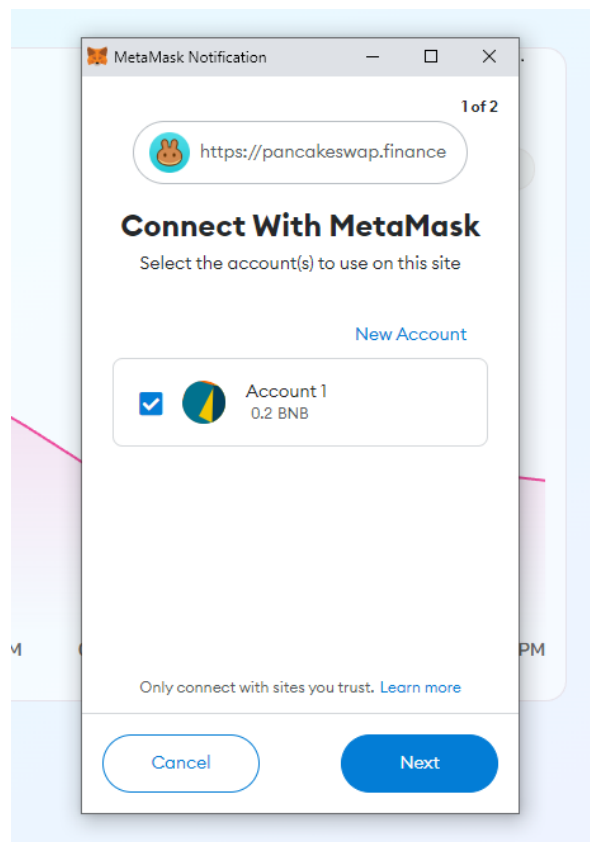 MetaMask Notification
1 of 2
https://pancakeswap.finance
Connect With MetaMask
Select the account(s) to use on this site
New Account
Account 1
0.2 BNB
M
PM
Only connect with sites you trust. Learn more
Cancel
Next